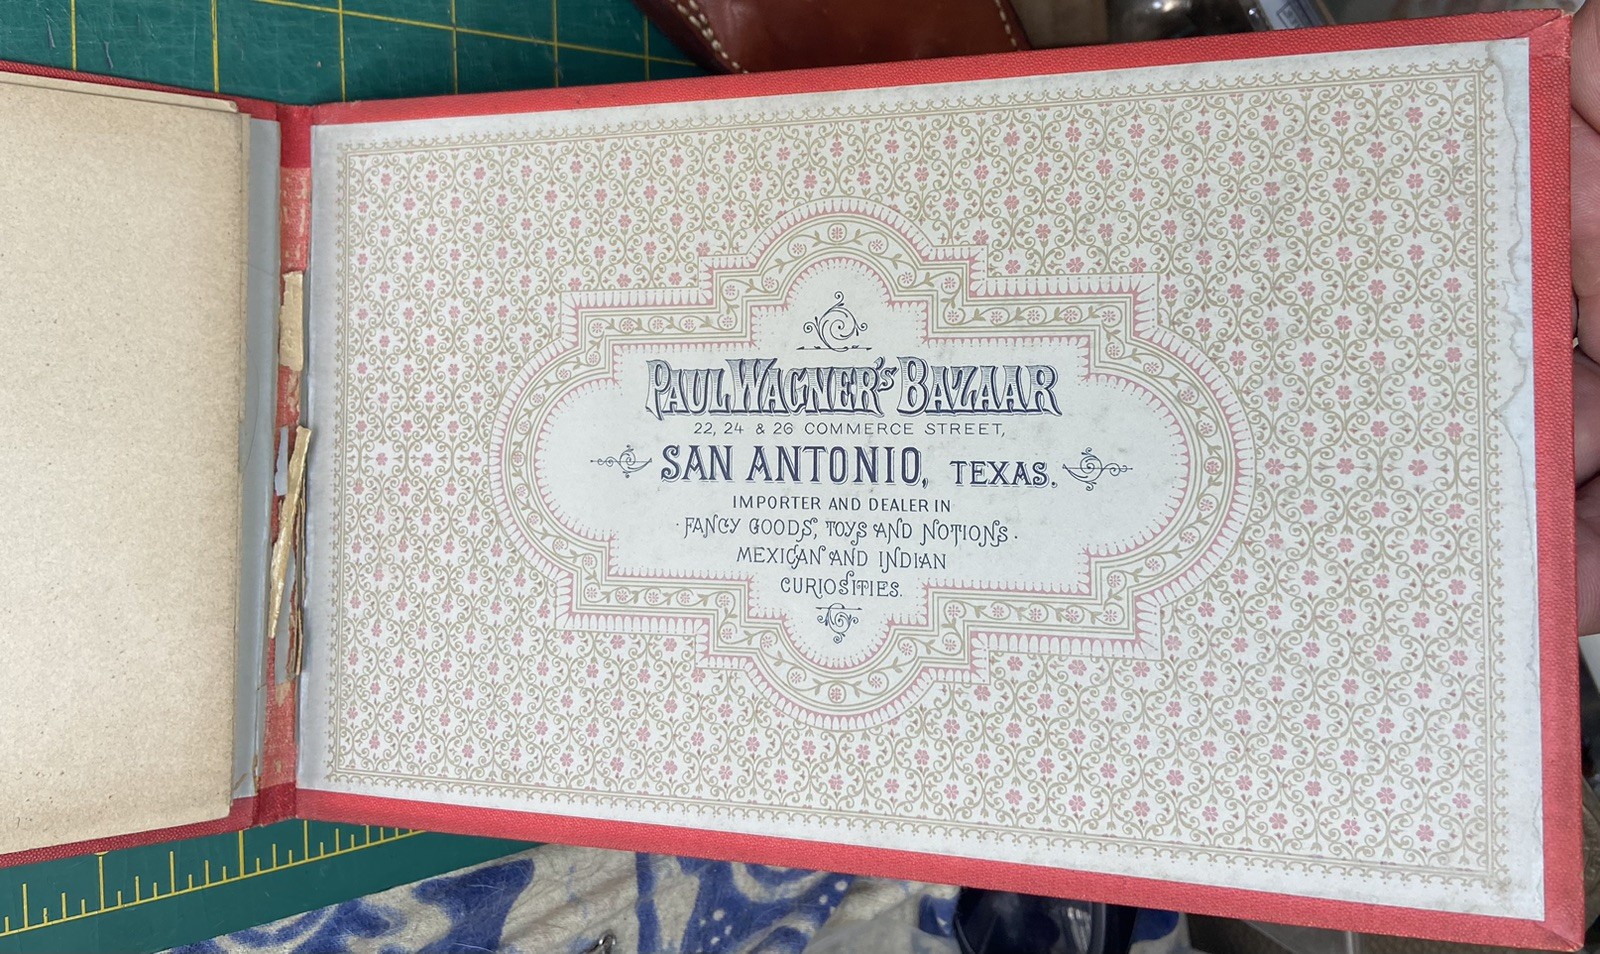 PAUL WAGNER'S BAZAAR
22, 24 & 26 COMMERCE STREET,
SAN ANTONIO, TEXAS.
IMPORTER AND DEALER IN
· FANCY GOODS, TOYS AND NOTIONS ·
MEXICAN AND INDIAN
CURIOSITIES.